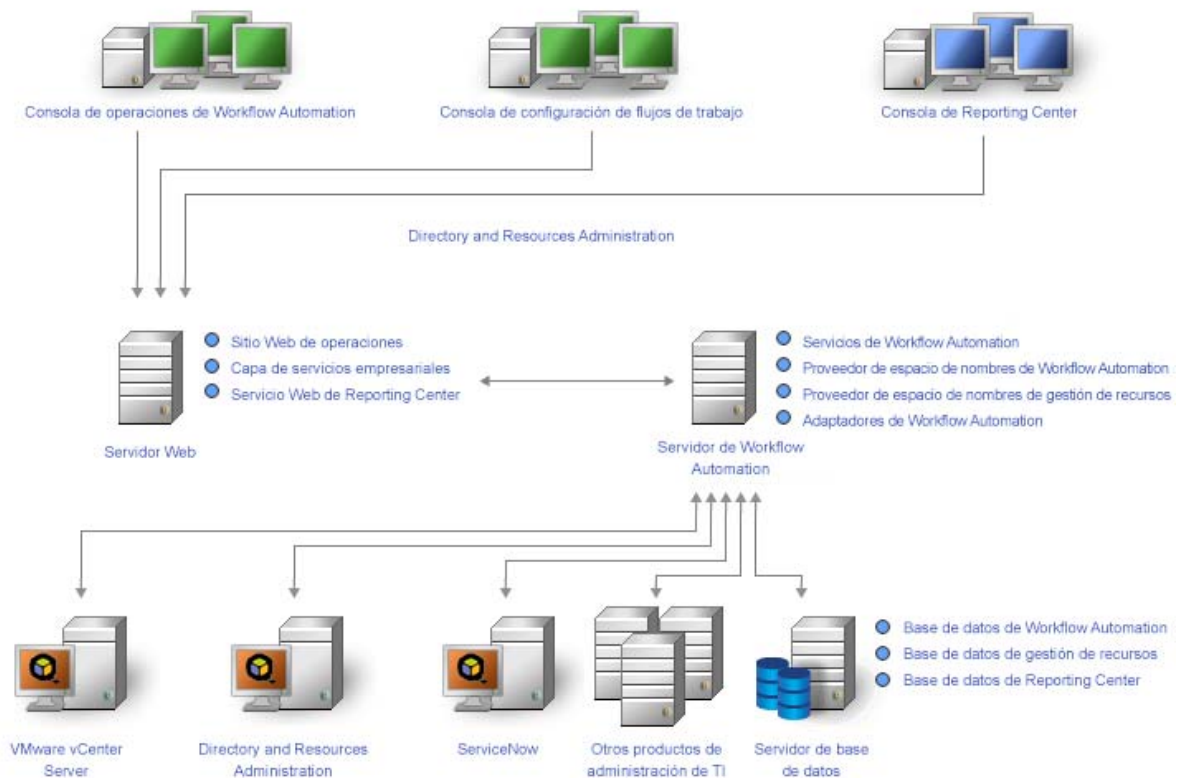 Consola de operaciones de Workflow Automation
Consola de configuración de flujos de trabajo
Consola de Reporting Center
Directory and Resources Administration
Sitio Web de operaciones
Capa de servicios empresariales
Servicio Web de Reporting Center
Servidor Web
Servicios de Workflow Automation
Proveedor de espacio de nombres de Workflow Automation
Proveedor de espacio de nombres de gestión de recursos
Adaptadores de Workflow Automation
Servidor de Workflow
Automation
VMware vCenter
Server
Directory and Resources
Administration
ServiceNow
Otros productos de
administración de TI
Servidor de base
de datos
Base de datos de Workflow Automation
Base de datos de gestión de recursos
Base de datos de Reporting Center